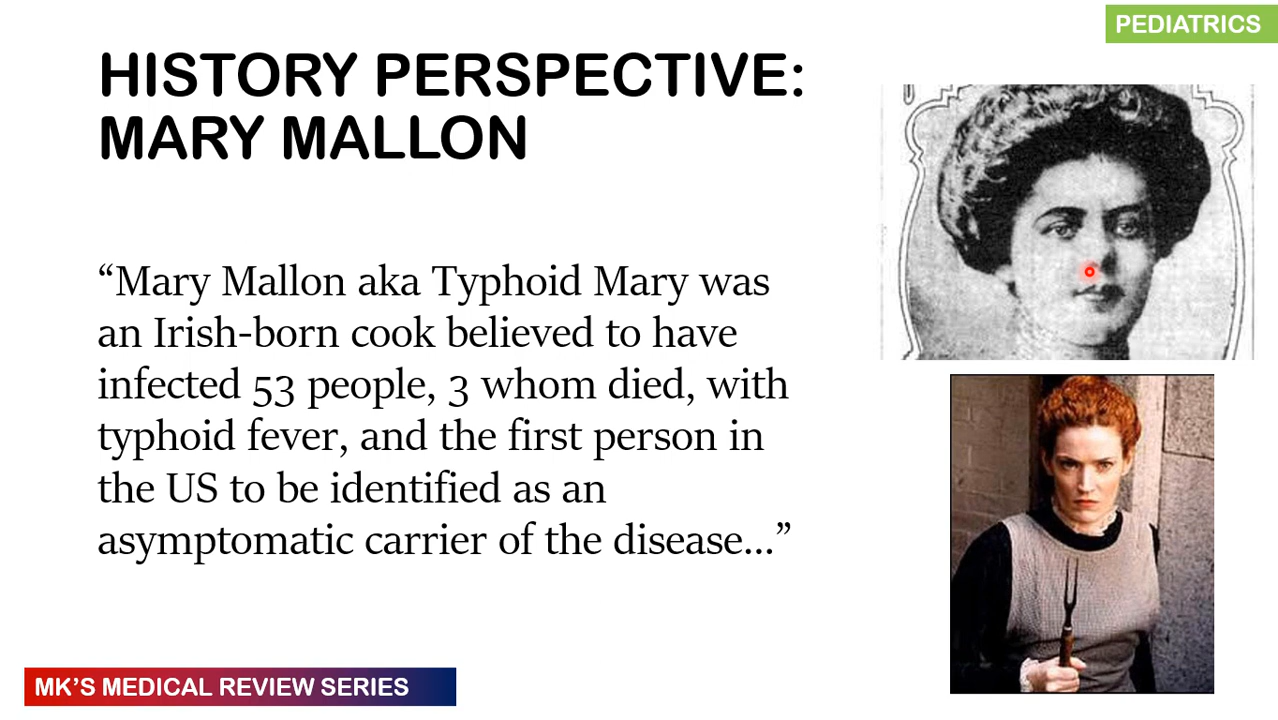 PEDIATRICS
HISTORY PERSPECTIVE:
MARY MALLON
“Mary Mallon aka Typhoid Mary was
an Irish-born cook believed to have
infected 53 people, 3 whom died, with
typhoid fever, and the first person in
the US to be identified as an
asymptomatic carrier of the disease...”
MK’S MEDICAL REVIEW SERIES